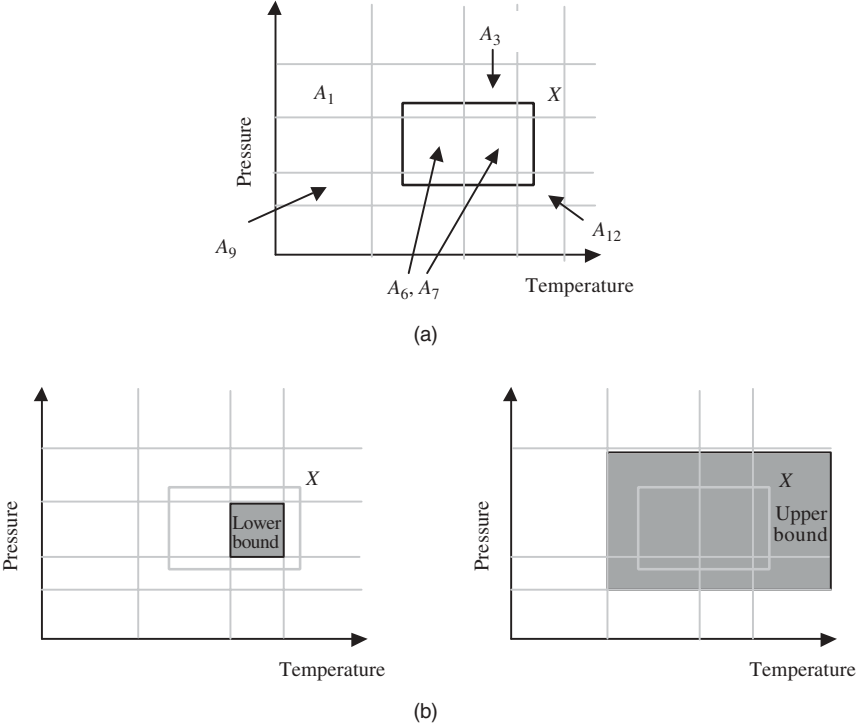 A3
A1
X
Pressure
A9
A12
A6, A7
Temperature
(a)
X
Lower
bound
Pressure
Temperature
X
Upper
bound
Pressure
Temperature
(b)